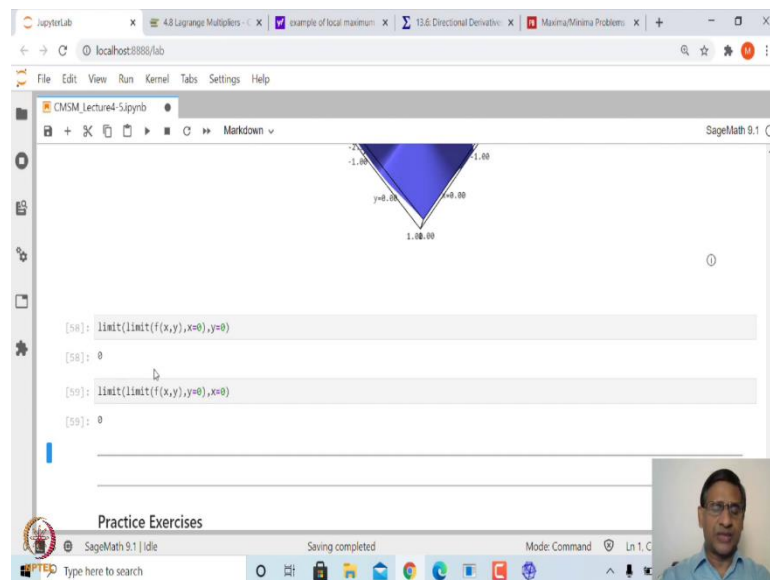 JupyterLab
4.8 Lagrange Multipliers - C
example of local maximum
13.6: Directional Derivative
Maxima/Minima Problems
localhost:8888/lab
M
File Edit View Run Kernel Tabs Settings Help
CMSM_Lecture4-5.ipynb
Markdown
SageMath 9.1
-1.00
-1.00
y=0.00
x=0.00
[58]: limit(limit(f(x,y),x=0),y=0)
[58]: 0
[59]: limit(limit(f(x,y),y=0),x=0)
[59]: 0
Practice Exercises
SageMath 9.1 | Idle
Saving completed
Mode: Command
Ln 1, C
NPTEL
Type here to search